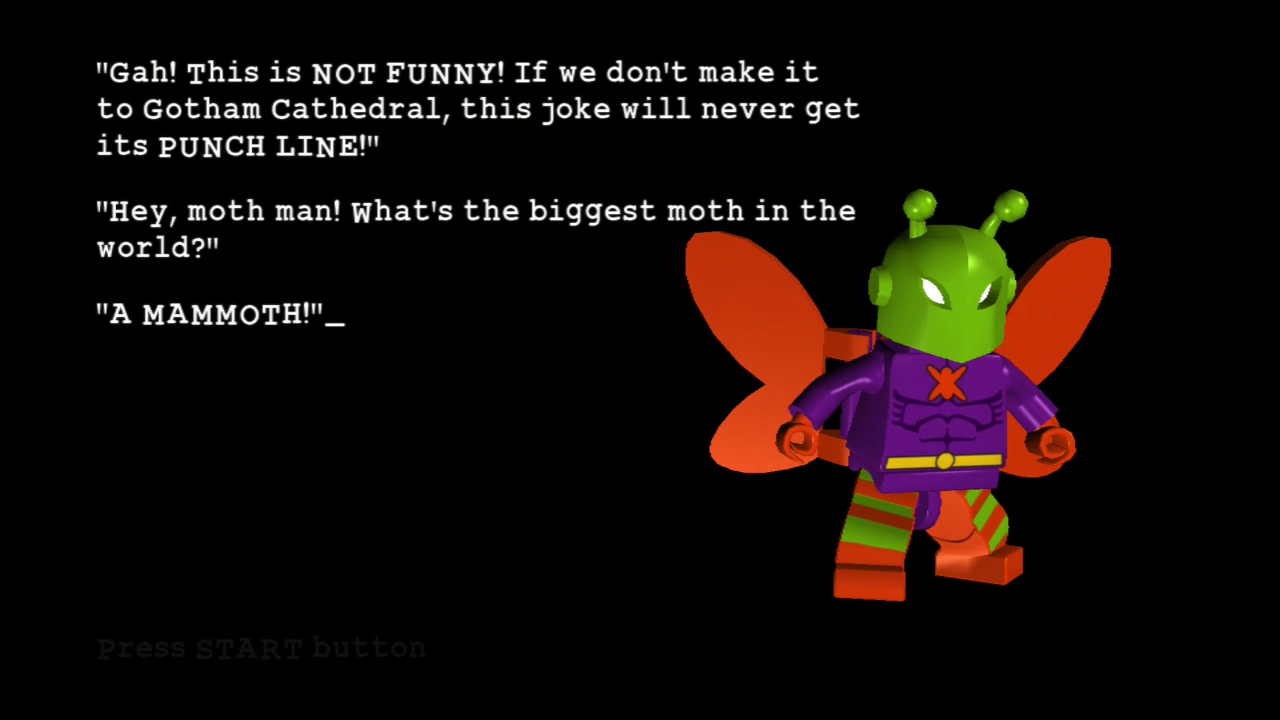 "Gah! This is NOT FUNNY! If we don't make it
to Gotham Cathedral, this joke will never get
its PUNCH LINE!"
"Hey, moth man! What's the biggest moth in the
world?"
"A MAMMOTH!"_
Press START button